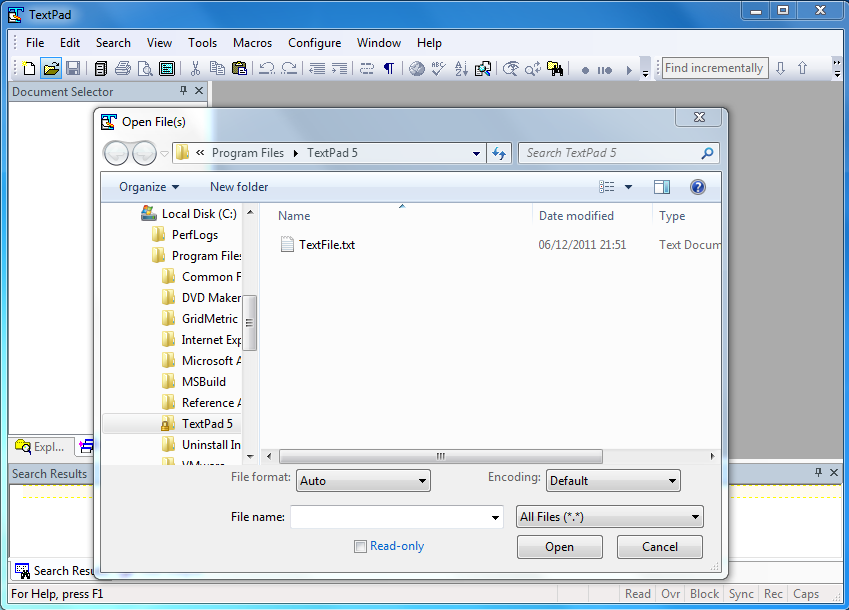 TextPad
File Edit Search View Tools Macros Configure Window Help
Find incrementally
Document Selector
Open File(s)
« Program Files TextPad 5
Search TextPad 5
Organize New folder
Local Disk (C:)
PerfLogs
Program Files
Common F
DVD Maker
GridMetric
Internet Exp
Microsoft A
MSBuild
Reference A
TextPad 5
Uninstall In
VMware
Name Date modified Type
TextFile.txt 06/12/2011 21:51 Text Docum
Expl...
Search Results
File format: Auto Encoding: Default
File name: All Files (*.*)
Read-only Open Cancel
Search Resu
For Help, press F1 Read Ovr Block Sync Rec Caps